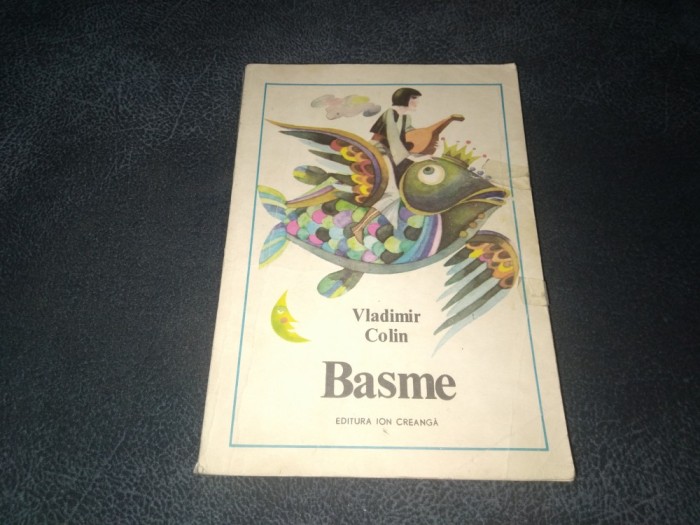 Vladimir
Colin
Basme
EDITURA ION CREANGĂ